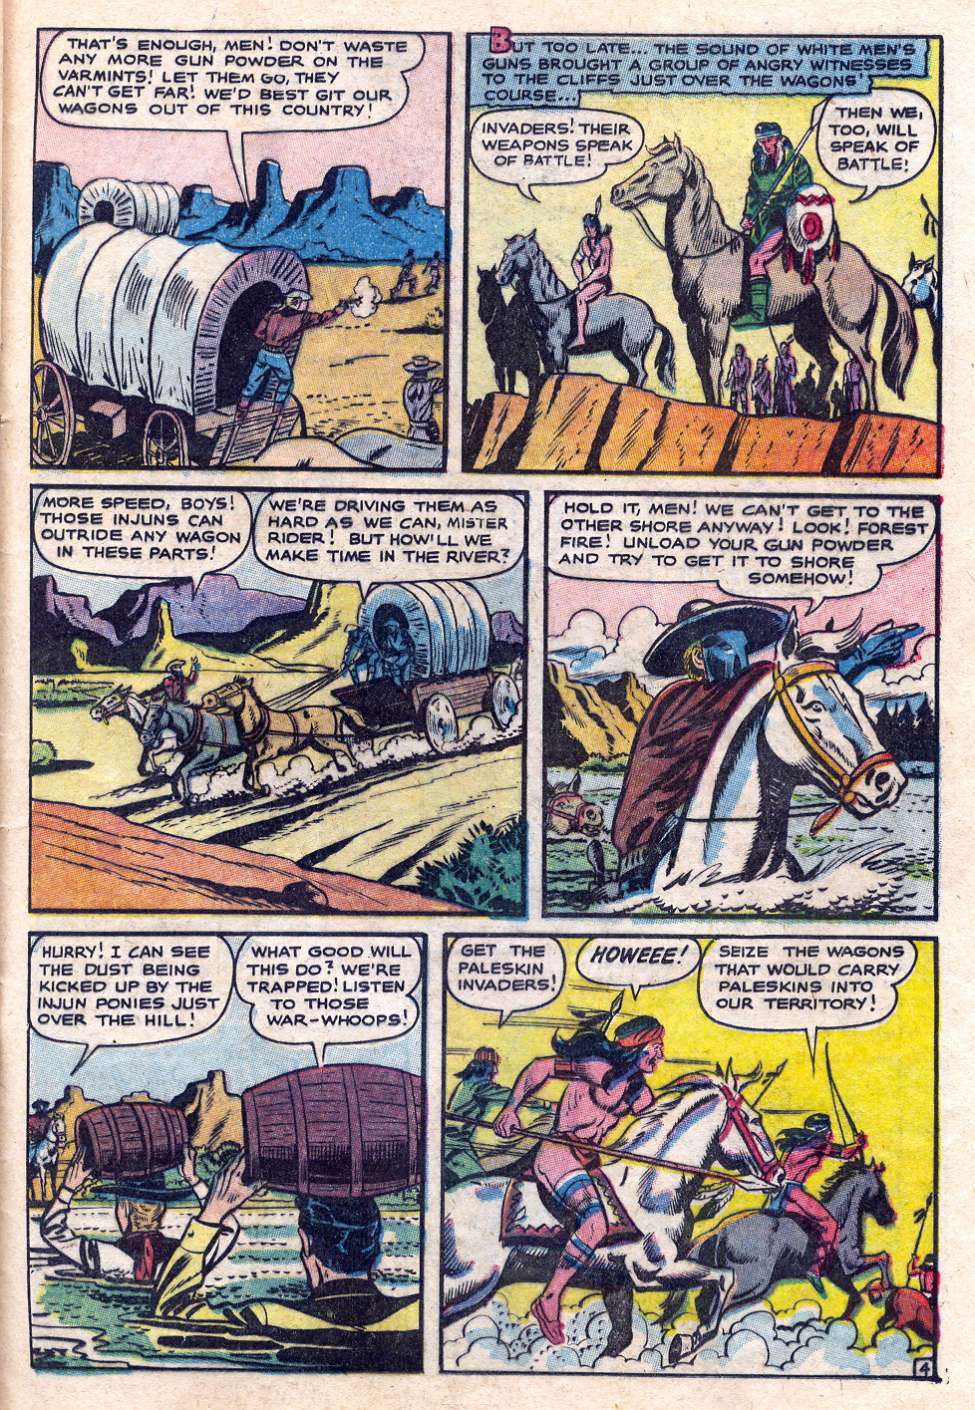 THAT'S ENOUGH, MEN! DON'T WASTE
ANY MORE GUN POWDER ON THE
VARMINTS! LET THEM GO, THEY
CAN'T GET FAR! WE'D BEST GIT OUR
WAGONS OUT OF THIS COUNTRY!
BUT TOO LATE... THE SOUND OF WHITE MEN'S
GUNS BROUGHT A GROUP OF ANGRY WITNESSES
TO THE CLIFFS JUST OVER THE WAGONS'
COURSE...
INVADERS! THEIR
WEAPONS SPEAK
OF BATTLE!
THEN WE,
TOO, WILL
SPEAK OF
BATTLE!
MORE SPEED, BOYS!
THOSE INJUNS CAN
OUTRIDE ANY WAGON
IN THESE PARTS!
WE'RE DRIVING THEM AS
HARD AS WE CAN, MISTER
RIDER! BUT HOW'LL WE
MAKE TIME IN THE RIVER?
HOLD IT, MEN! WE CAN'T GET TO THE
OTHER SHORE ANYWAY! LOOK! FOREST
FIRE! UNLOAD YOUR GUN POWDER
AND TRY TO GET IT TO SHORE
SOMEHOW!
HURRY! I CAN SEE
THE DUST BEING
KICKED UP BY THE
INJUN PONIES JUST
OVER THE HILL!
WHAT GOOD WILL
THIS DO? WE'RE
TRAPPED! LISTEN
TO THOSE
WAR-WHOOPS!
GET THE
PALESKIN
INVADERS!
HOWEEE!
SEIZE THE WAGONS
THAT WOULD CARRY
PALESKINS INTO
OUR TERRITORY!
4